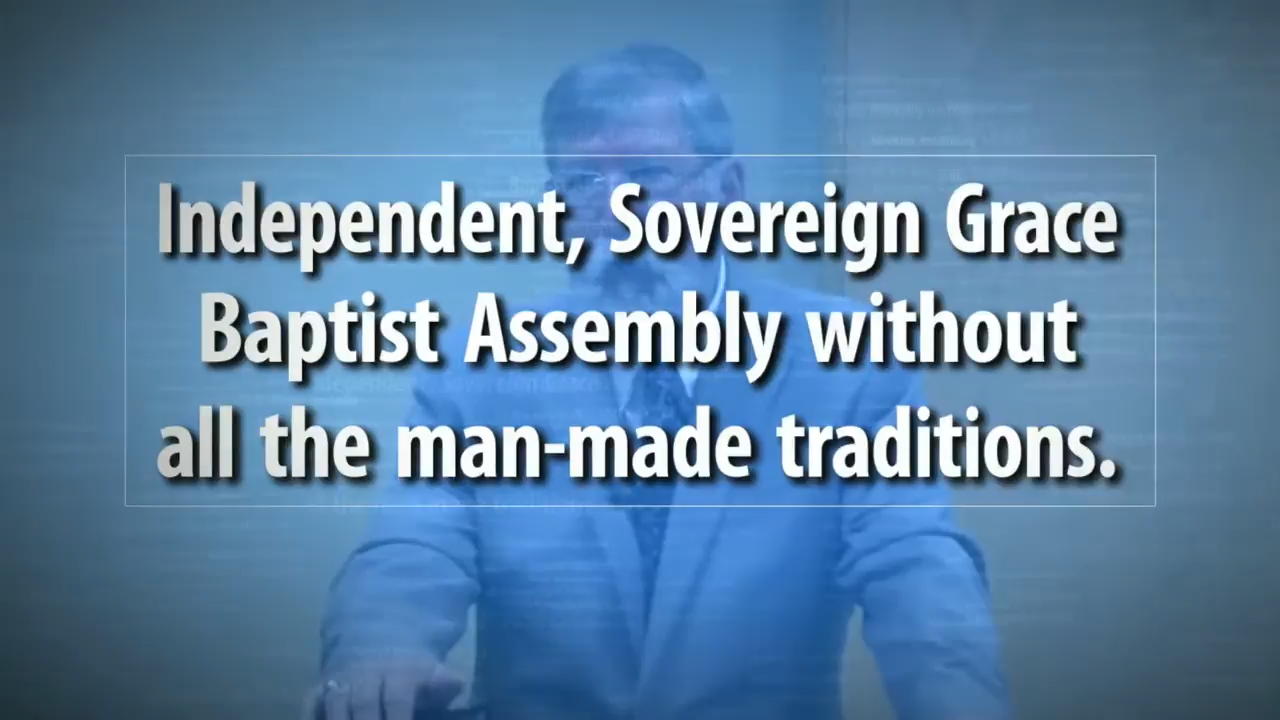 Independent, Sovereign Grace
Baptist Assembly without
all the man-made traditions.